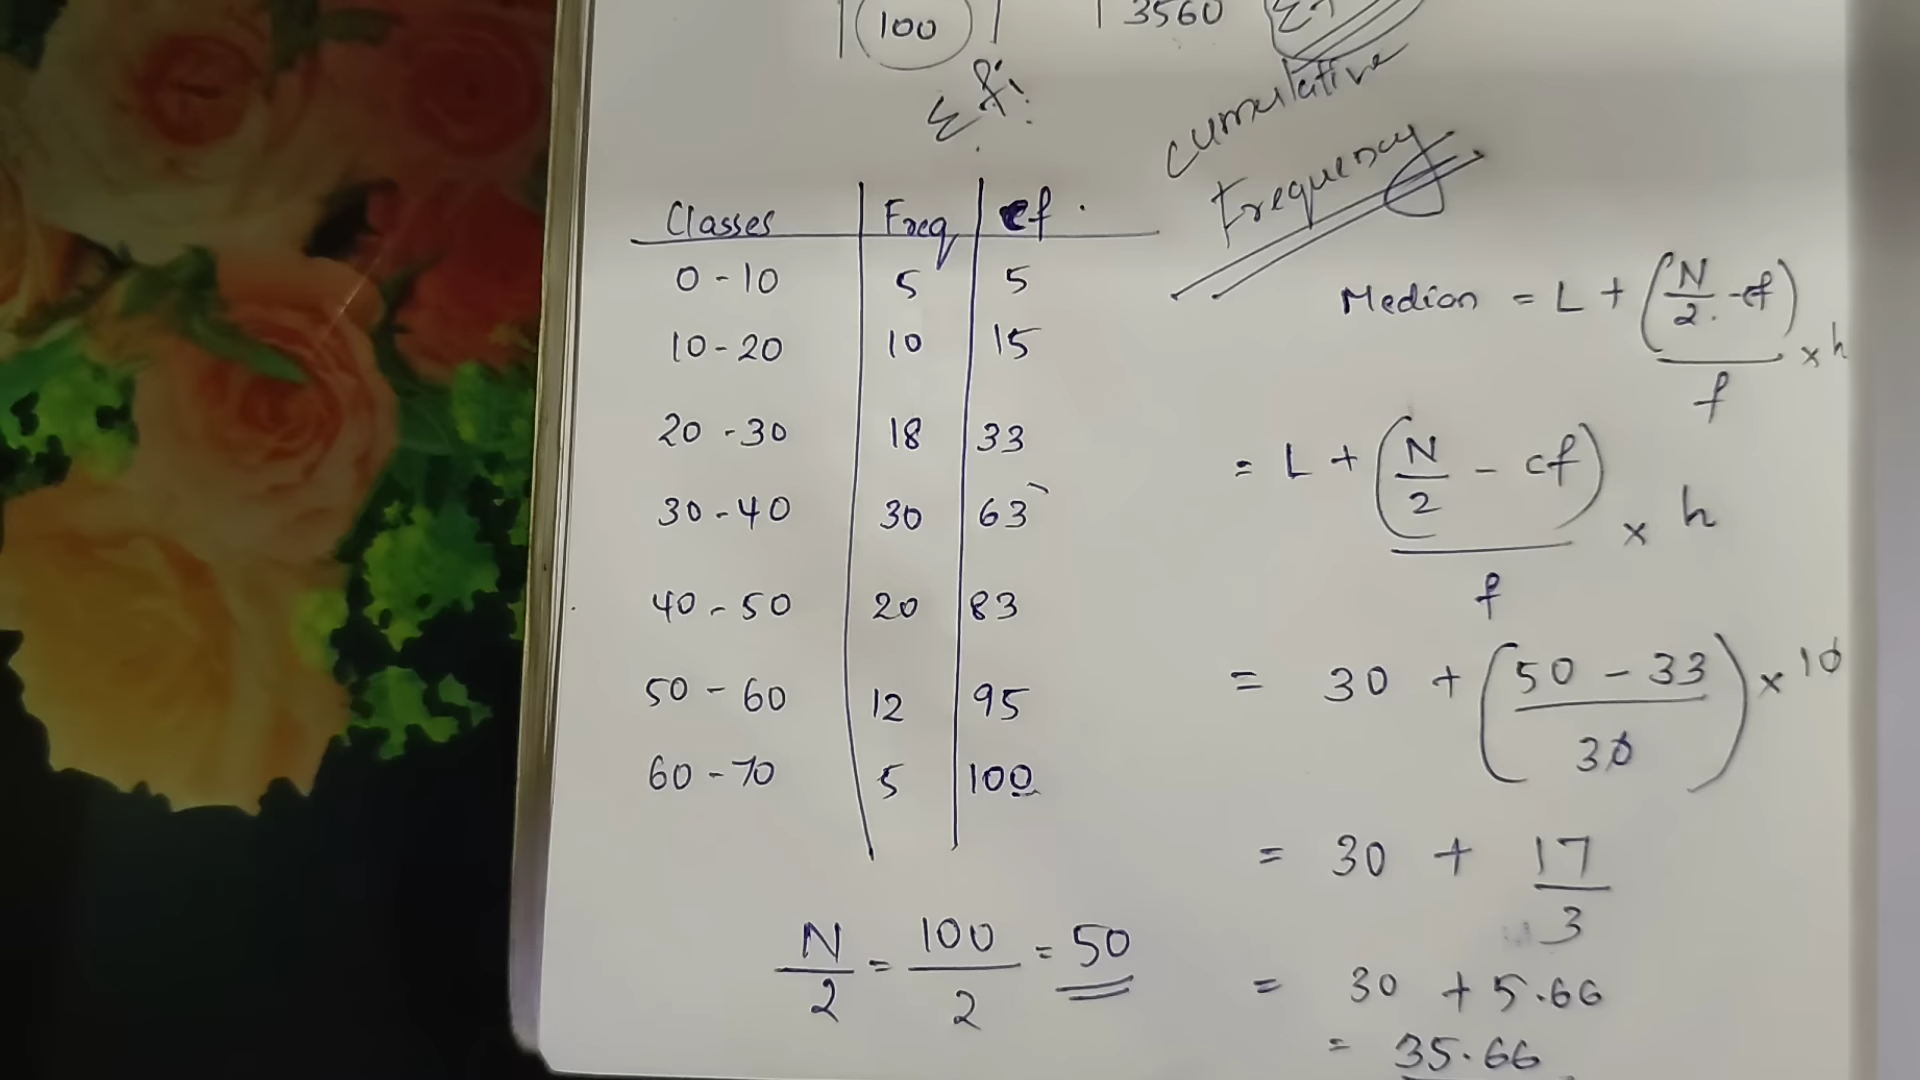 100 3560
Σfi
cumulative
Frequency
Classes Freq cf.
0-10 5 5
10-20 10 15
20-30 18 33
30-40 30 63
40-50 20 83
50-60 12 95
60-70 5 100
N/2 = 100/2 = 50
Median = L + (N/2 - cf)/f × h
= L + (N/2 - cf)/f × h
= 30 + (50 - 33/30) × 10
= 30 + 17/3
= 30 + 5.66
= 35.66